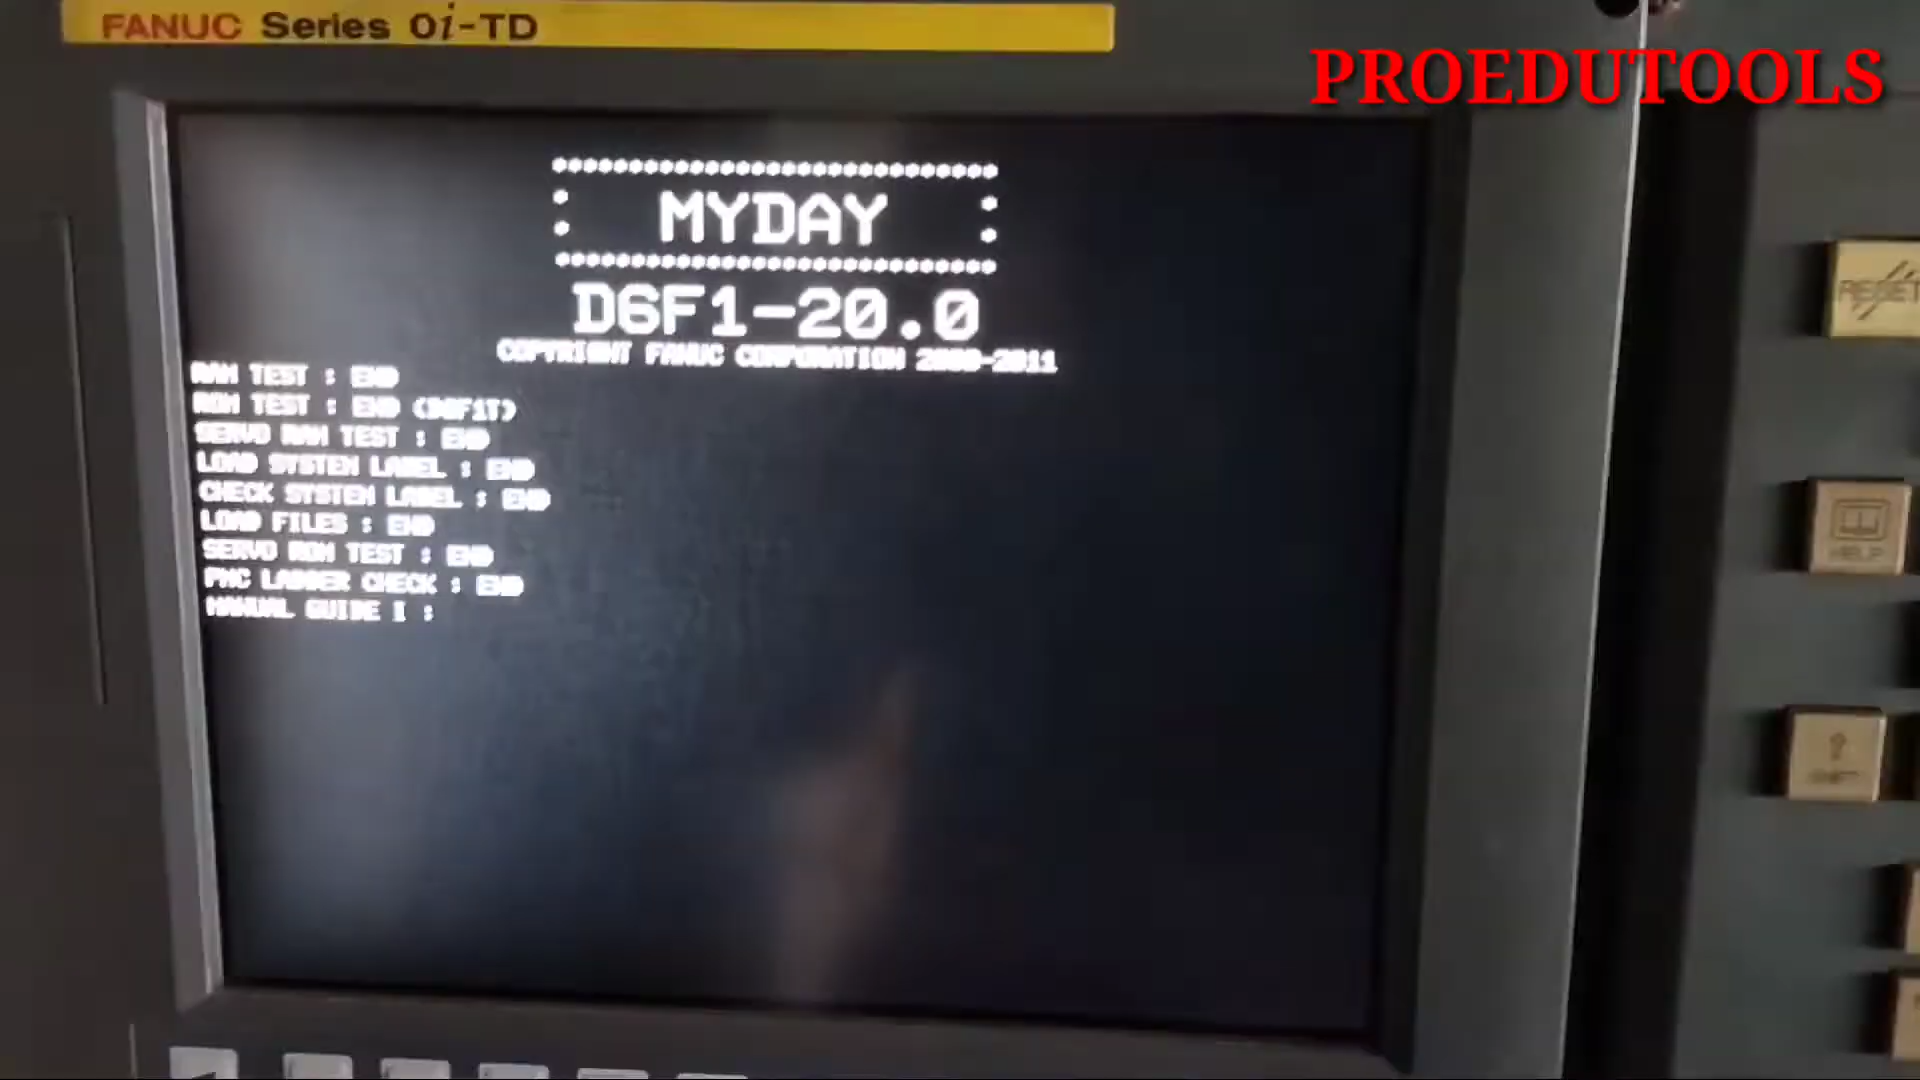 FANUC Series 0i-TD
PROEDUTOOLS
MYDAY
D6F1-20.0
COPYRIGHT FANUC CORPORATION 2008-2011
RAM TEST : END
ROM TEST : END (D6F1T)
SERVO RAM TEST : END
LOAD SYSTEM LABEL : END
CHECK SYSTEM LABEL : END
LOAD FILES : END
SERVO ROM TEST : END
PMC LADDER CHECK : END
MANUAL GUIDE I :
RESET
HELP
?
SHIFT